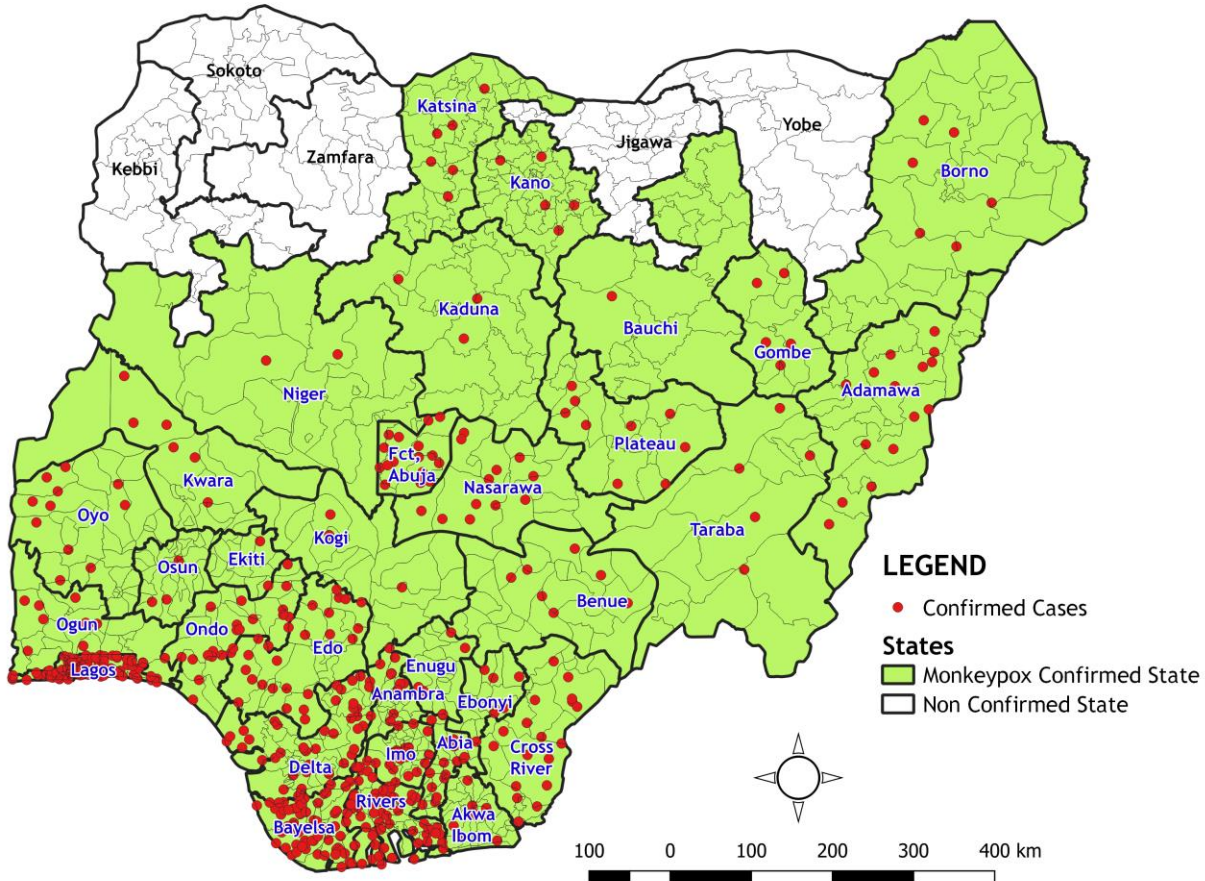 Sokoto
Katsina
Kebbi
Zamfara
Jigawa
Yobe
Kano
Borno
Kaduna
Bauchi
Gombe
Niger
Adamawa
Fct,
Abuja
Plateau
Nasarawa
Kwara
Oyo
Kogi
Taraba
Osun
Ekiti
Benue
Ogun
Ondo
Edo
Lagos
Enugu
Anambra
Ebonyi
Abia
Imo
Cross
River
Delta
Rivers
Bayelsa
Akwa
Ibom
LEGEND
Confirmed Cases
States
Monkeypox Confirmed State
Non Confirmed State
100 0 100 200 300 400 km